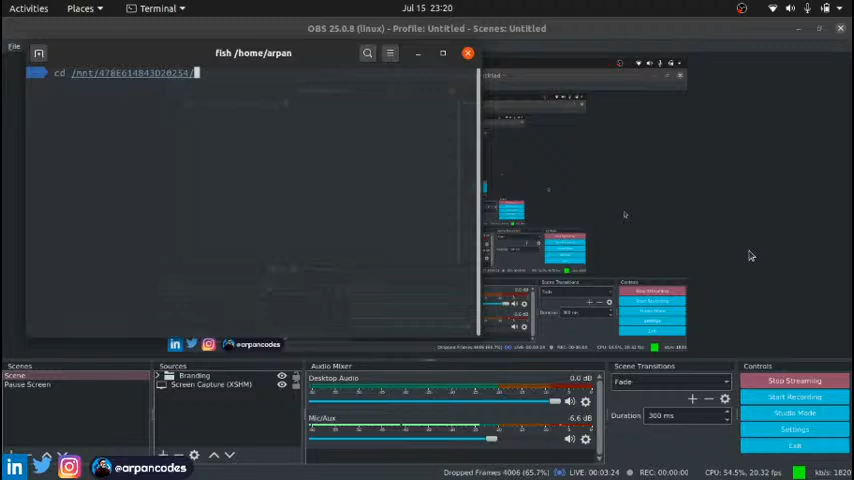 Activities Places Terminal Jul 15 23:20
OBS 25.0.8 (linux) - Profile: Untitled - Scenes: Untitled
File
fish /home/arpan
cd /mnt/478E614843D20254/
@arpancodes
Scenes
Scene
Pause Screen
Sources
Branding
Screen Capture (XSHM)
Audio Mixer
Desktop Audio 0.0 dB
Mic/Aux -6.6 dB
Scene Transitions
Fade
Duration 300 ms
Controls
Stop Streaming
Start Recording
Studio Mode
Settings
Exit
@arpancodes
Dropped Frames 4006 (65.7%) LIVE: 00:03:24 REC: 00:00:00 CPU: 54.5%, 20.32 fps kb/s: 1820